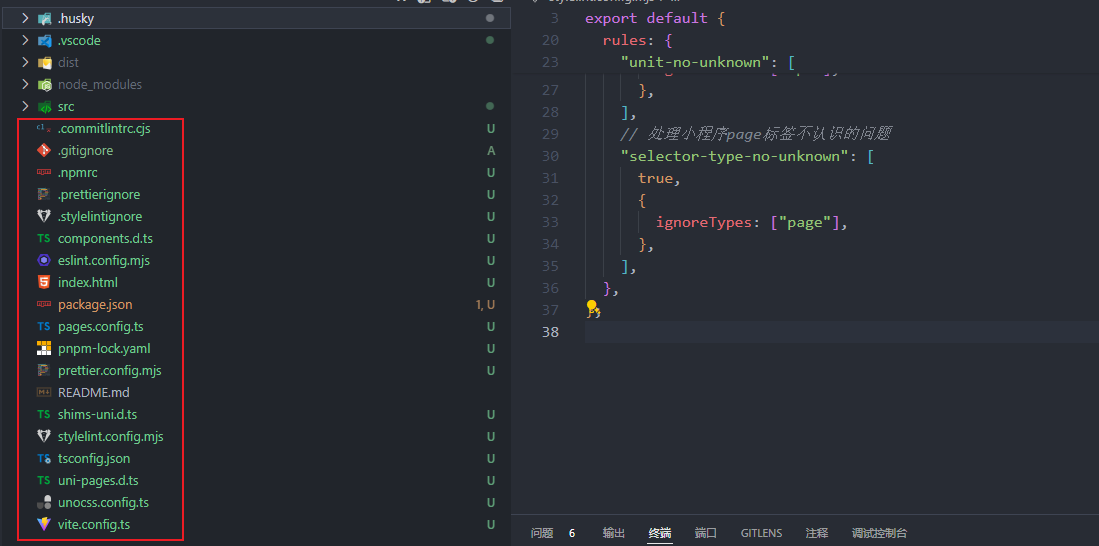 .husky
.vscode
dist
node_modules
src
.commitlintrc.cjs U
.gitignore A
.npmrc U
.prettierignore U
.stylelintignore U
TS components.d.ts U
eslint.config.mjs U
index.html U
package.json 1, U
TS pages.config.ts U
pnpm-lock.yaml U
prettier.config.mjs U
README.md U
TS shims-uni.d.ts U
stylelint.config.mjs U
tsconfig.json U
TS uni-pages.d.ts U
unocss.config.ts U
vite.config.ts U
3 export default {
20 rules: {
23 "unit-no-unknown": [
27 },
28 ],
29 // 处理小程序page标签不认识的问题
30 "selector-type-no-unknown": [
31 true,
32 {
33 ignoreTypes: ["page"],
34 },
35 ],
36 },
37 };
38
问题 6 输出 终端 端口 GITLENS 注释 调试控制台